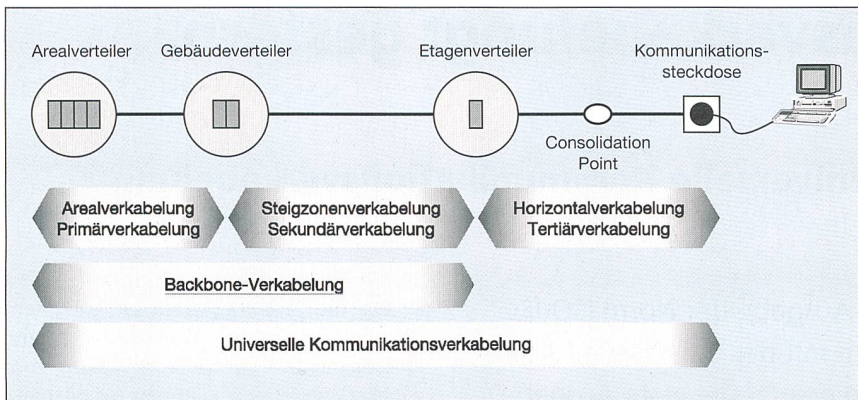 Arealverteiler
Gebäudeverteiler
Etagenverteiler
Kommunikations-
steckdose
Consolidation
Point
Arealverkabelung
Primärverkabelung
Steigzonenverkabelung
Sekundärverkabelung
Horizontalverkabelung
Tertiärverkabelung
Backbone-Verkabelung
Universelle Kommunikationsverkabelung